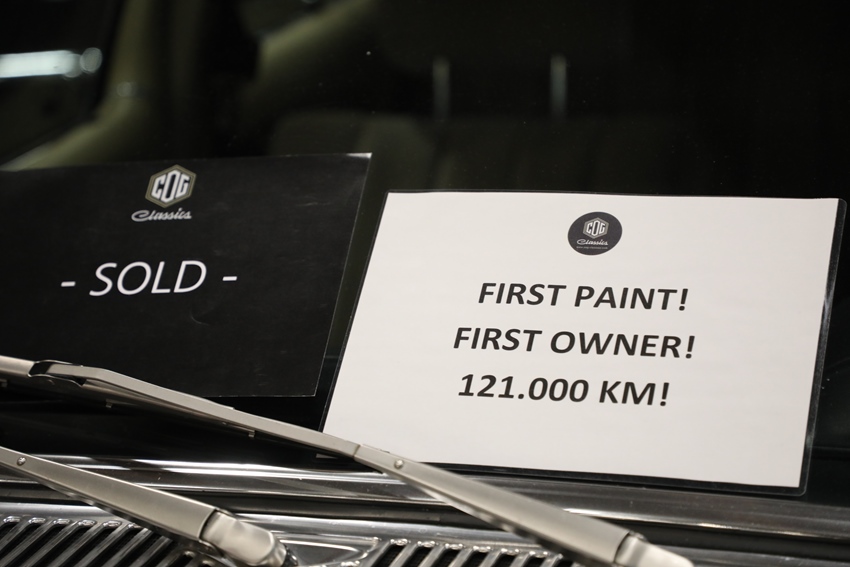 COG
Classics
- SOLD -
COG
Classics
FIRST PAINT!
FIRST OWNER!
121.000 KM!